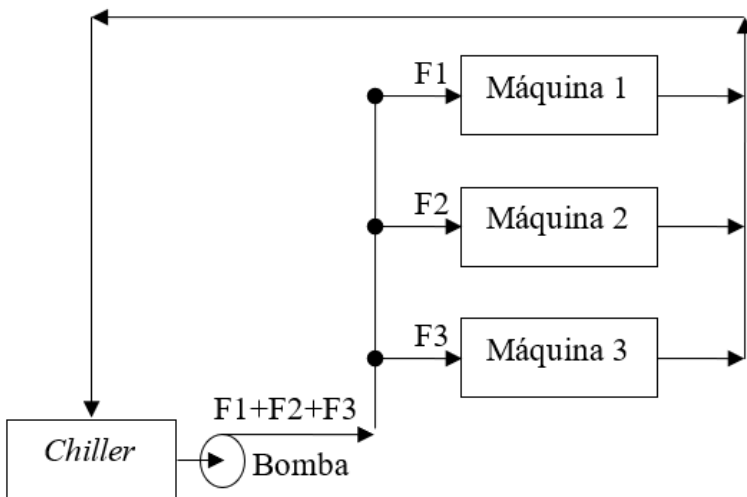 F1
Máquina 1
F2
Máquina 2
F3
Máquina 3
F1+F2+F3
Chiller
Bomba